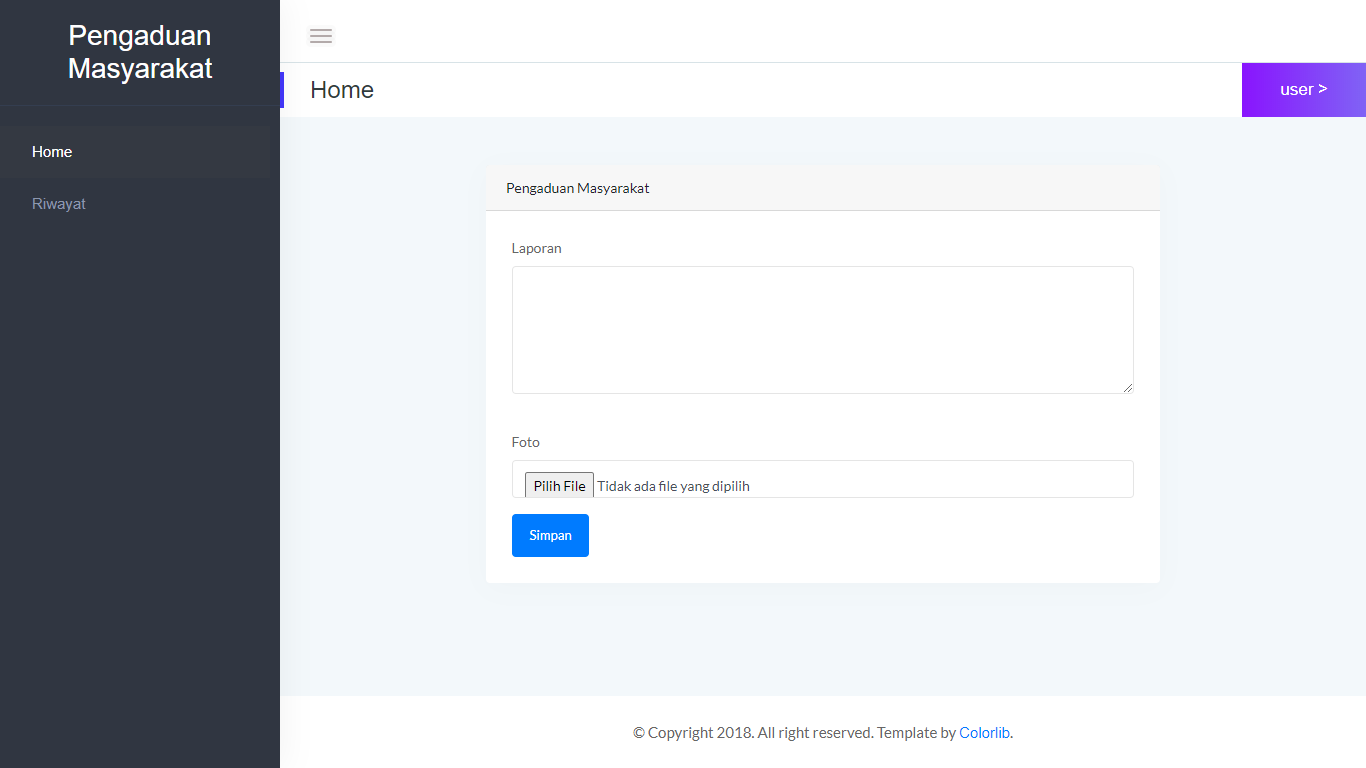 Pengaduan
Masyarakat
Home
user >
Home
Riwayat
Pengaduan Masyarakat
Laporan
Foto
Pilih File Tidak ada file yang dipilih
Simpan
© Copyright 2018. All right reserved. Template by Colorlib.